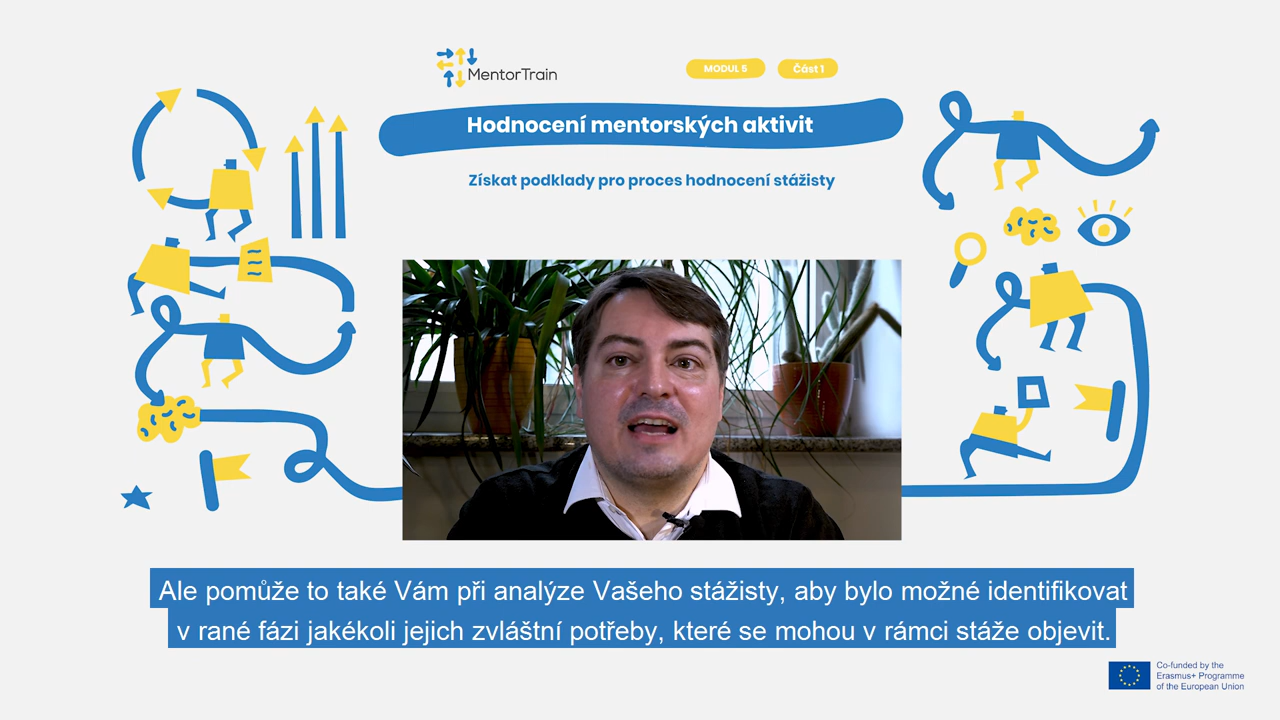 MentorTrain
MODUL 5
Část 1
Hodnocení mentorských aktivit
Získat podklady pro proces hodnocení stážisty
Ale pomůže to také Vám při analýze Vašeho stážisty, aby bylo možné identifikovat
v rané fázi jakékoli jejich zvláštní potřeby, které se mohou v rámci stáže objevit.
Co-funded by the
Erasmus+ Programme
of the European Union